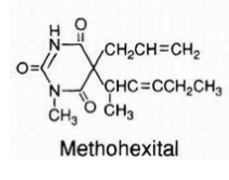 H
N
O
O
CH₂CH=CH₂
N
O
CHC=CCH₂CH₃
CH₃
CH₃
Methohexital